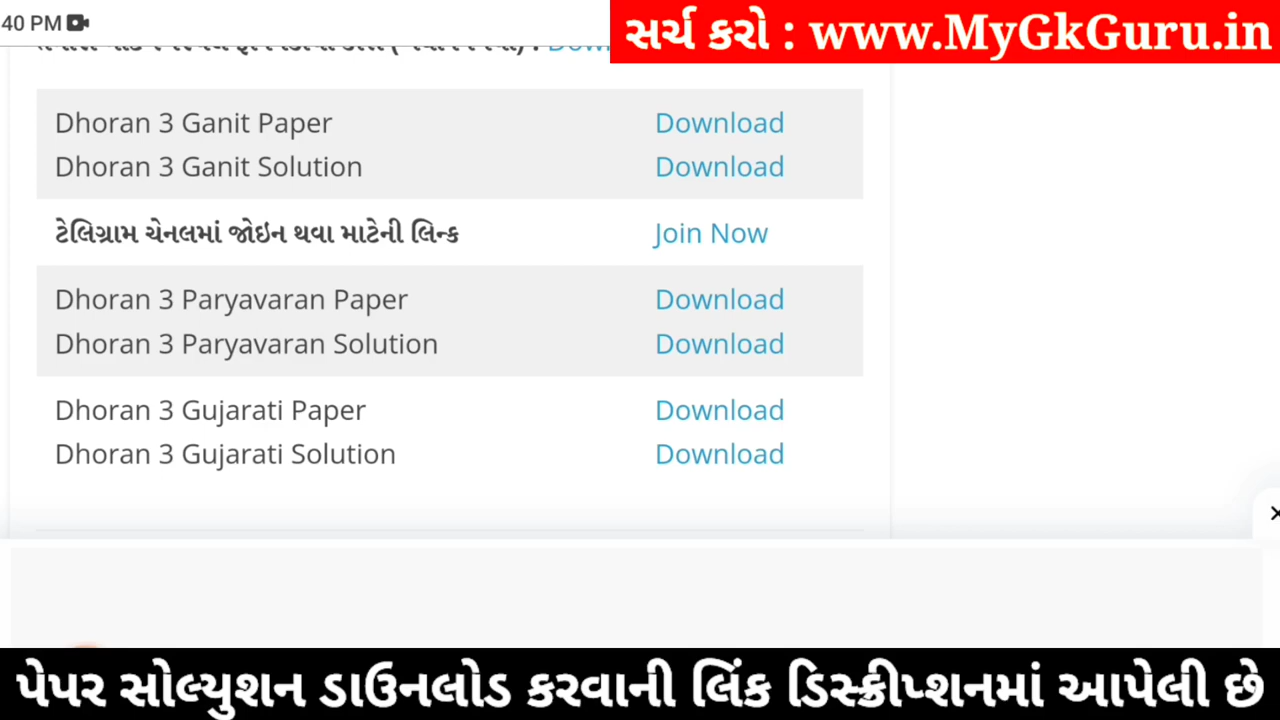 40 PM
સર્ચ કરો : www.MyGkGuru.in
Dhoran 3 Ganit Paper Download
Dhoran 3 Ganit Solution Download
ટેલિગ્રામ ચેનલમાં જોઇન થવા માટેની લિન્ક Join Now
Dhoran 3 Paryavaran Paper Download
Dhoran 3 Paryavaran Solution Download
Dhoran 3 Gujarati Paper Download
Dhoran 3 Gujarati Solution Download
પેપર સોલ્યુશન ડાઉનલોડ કરવાની લિંક ડિસ્ક્રીપ્શનમાં આપેલી છે